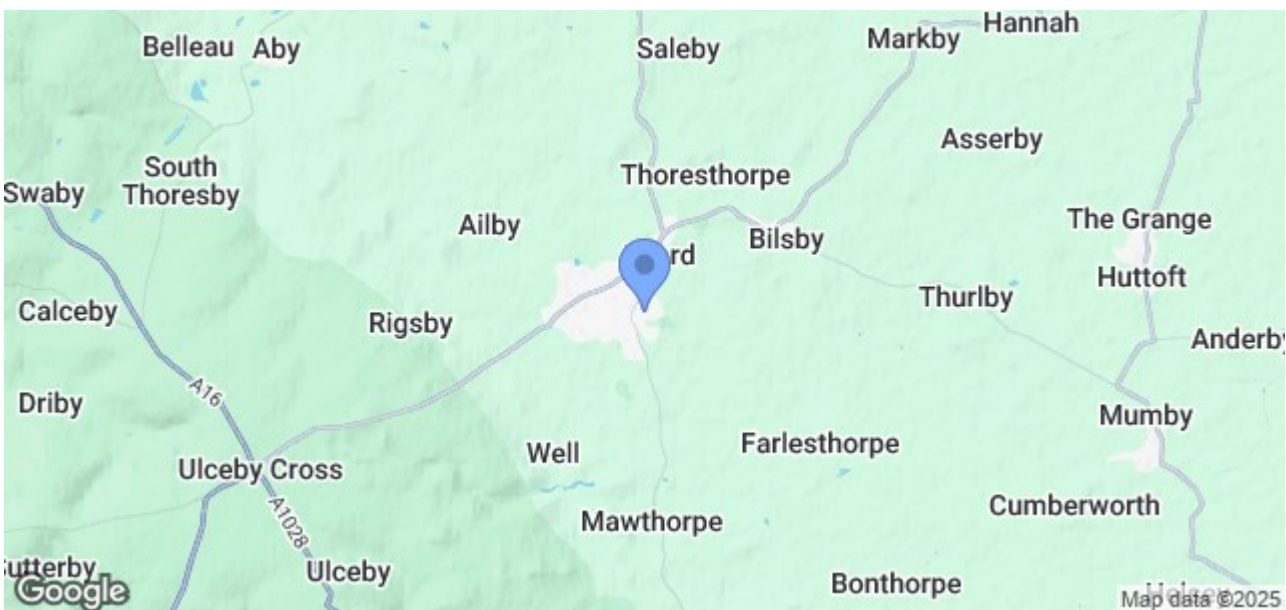 Hannah
Belleau
Aby
Saleby
Markby
Asserby
South
Thoresby
Thoresthorpe
Swaby
Ailby
The Grange
Bilsby
rd
Huttoft
Calceby
Rigsby
Thurlby
Anderby
A16
Driby
Mumby
Well
Farlesthorpe
Ulceby Cross
A1028
Cumberworth
Mawthorpe
utterby
Ulceby
Bonthorpe
Google
Map data ©2025